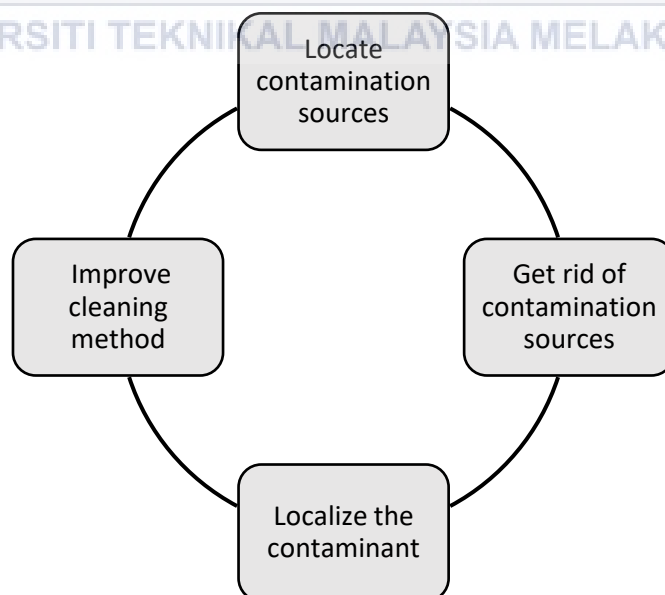 RSITI TEKNIKAL MALAYSIA MELAK
Locate
contamination
sources
Improve
cleaning
method
Get rid of
contamination
sources
Localize the
contaminant